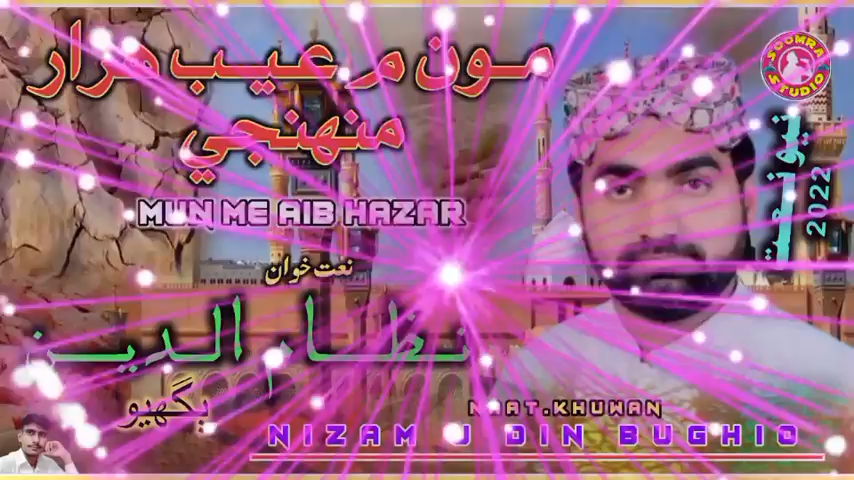 مون ۾ عيب هزار
منهنجي
MUN ME AIB HAZAR
نعت خوان
نظام الدين
ٻگھيو
NAAT.KHUWAN
NIZAM U DIN BUGHIO
SOOMRA STUDIO
نيو نعت
2022